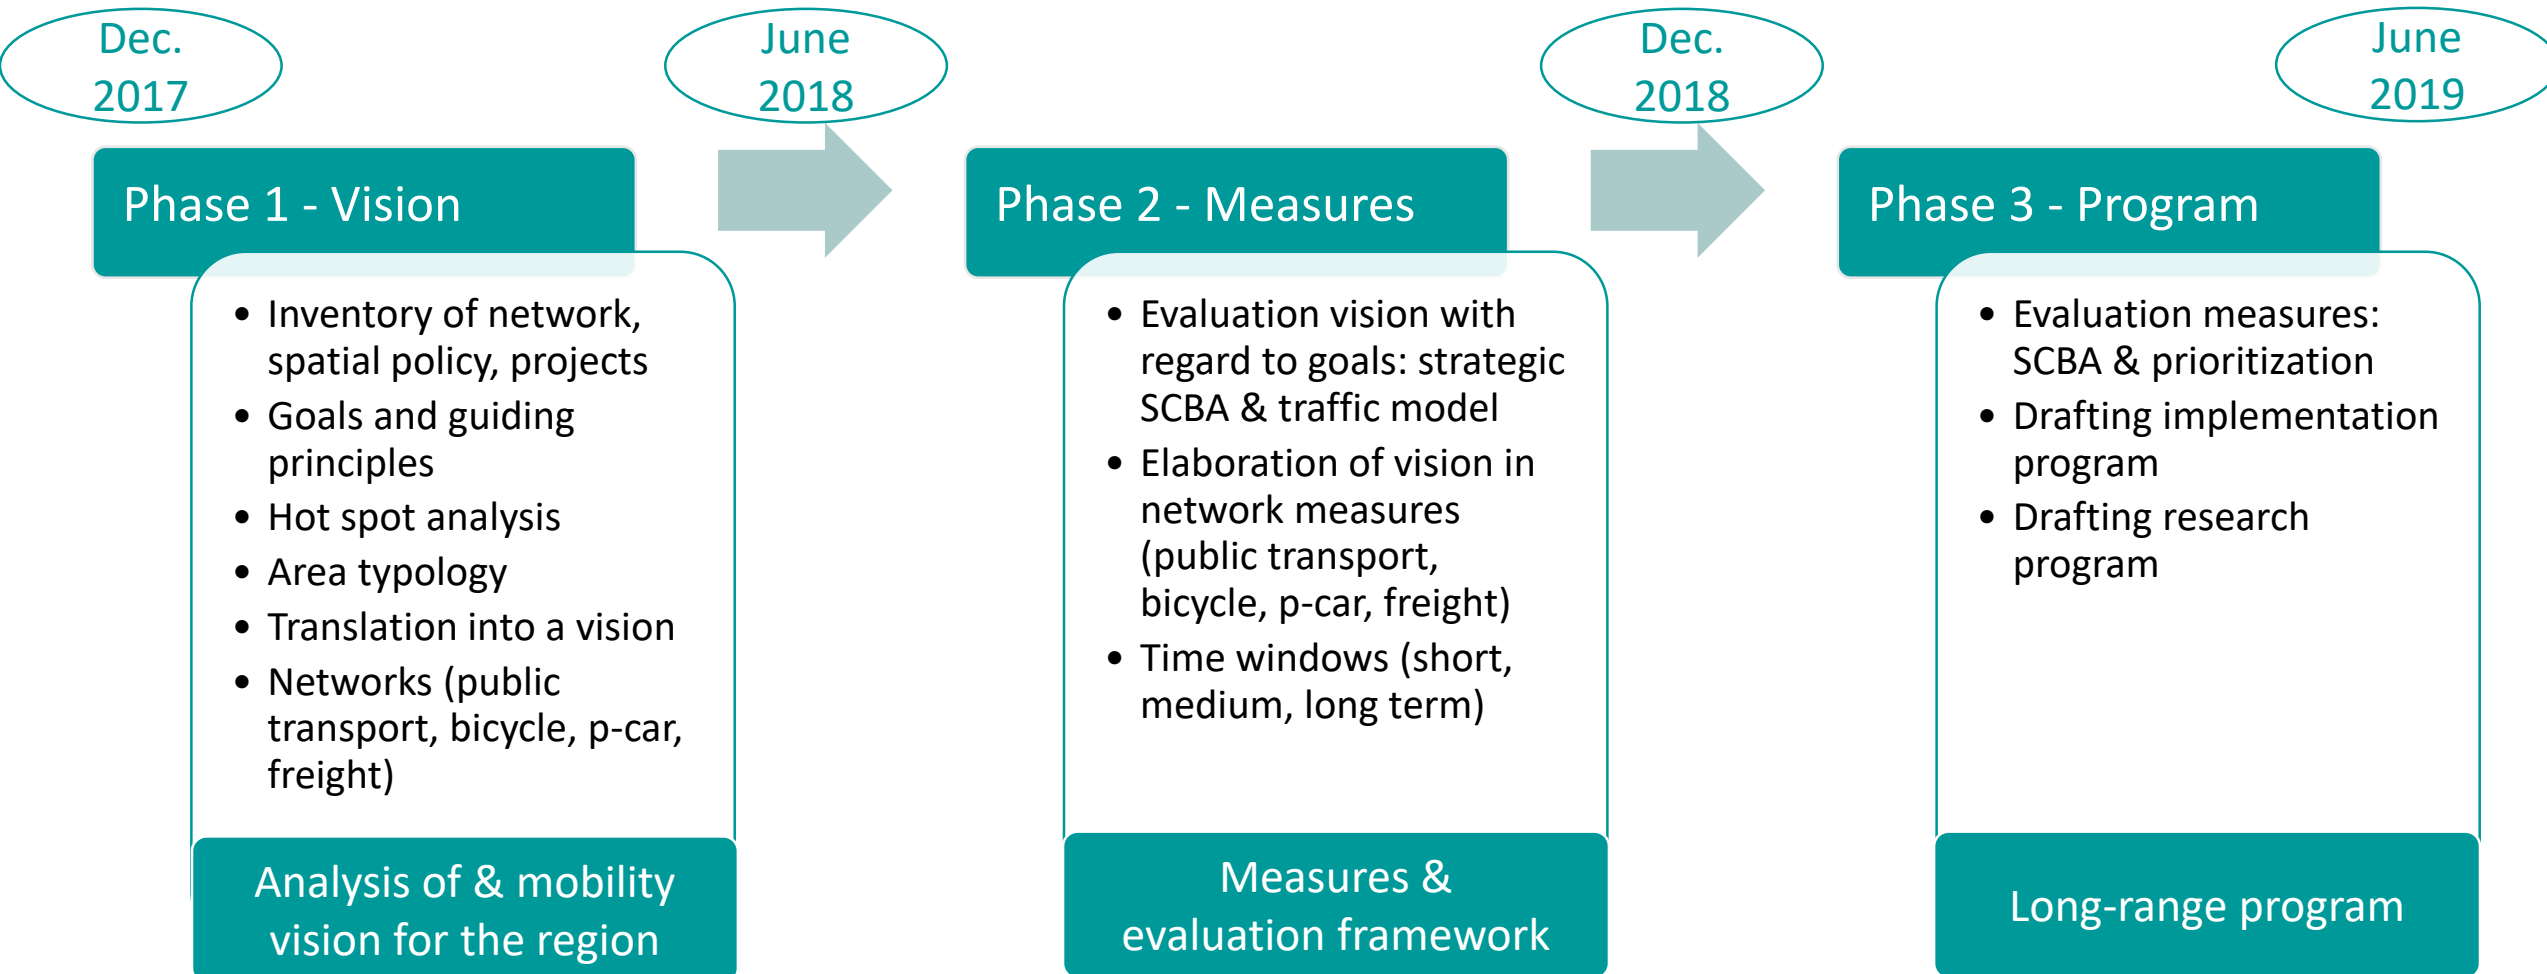 Dec.
2017
June
2018
Dec.
2018
June
2019
Phase 1 - Vision
• Inventory of network,
spatial policy, projects
• Goals and guiding
principles
• Hot spot analysis
• Area typology
• Translation into a vision
• Networks (public
transport, bicycle, p-car,
freight)
Analysis of & mobility
vision for the region
Phase 2 - Measures
• Evaluation vision with
regard to goals: strategic
SCBA & traffic model
• Elaboration of vision in
network measures
(public transport,
bicycle, p-car, freight)
• Time windows (short,
medium, long term)
Measures &
evaluation framework
Phase 3 - Program
• Evaluation measures:
SCBA & prioritization
• Drafting implementation
program
• Drafting research
program
Long-range program